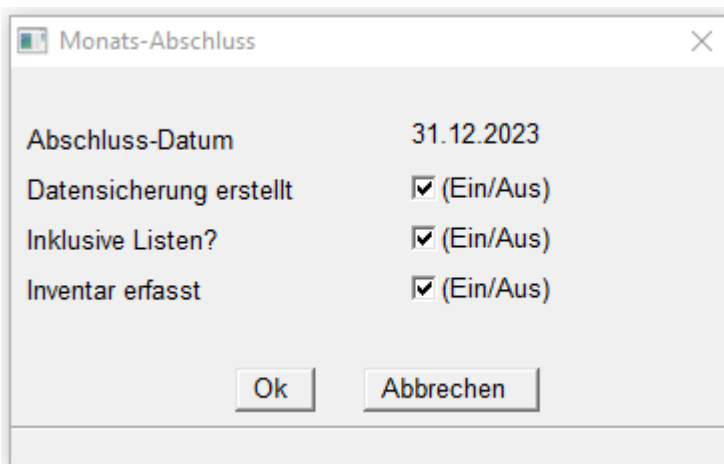 Monats-Abschluss
Abschluss-Datum 31.12.2023
Datensicherung erstellt (Ein/Aus)
Inklusive Listen? (Ein/Aus)
Inventar erfasst (Ein/Aus)
Ok Abbrechen